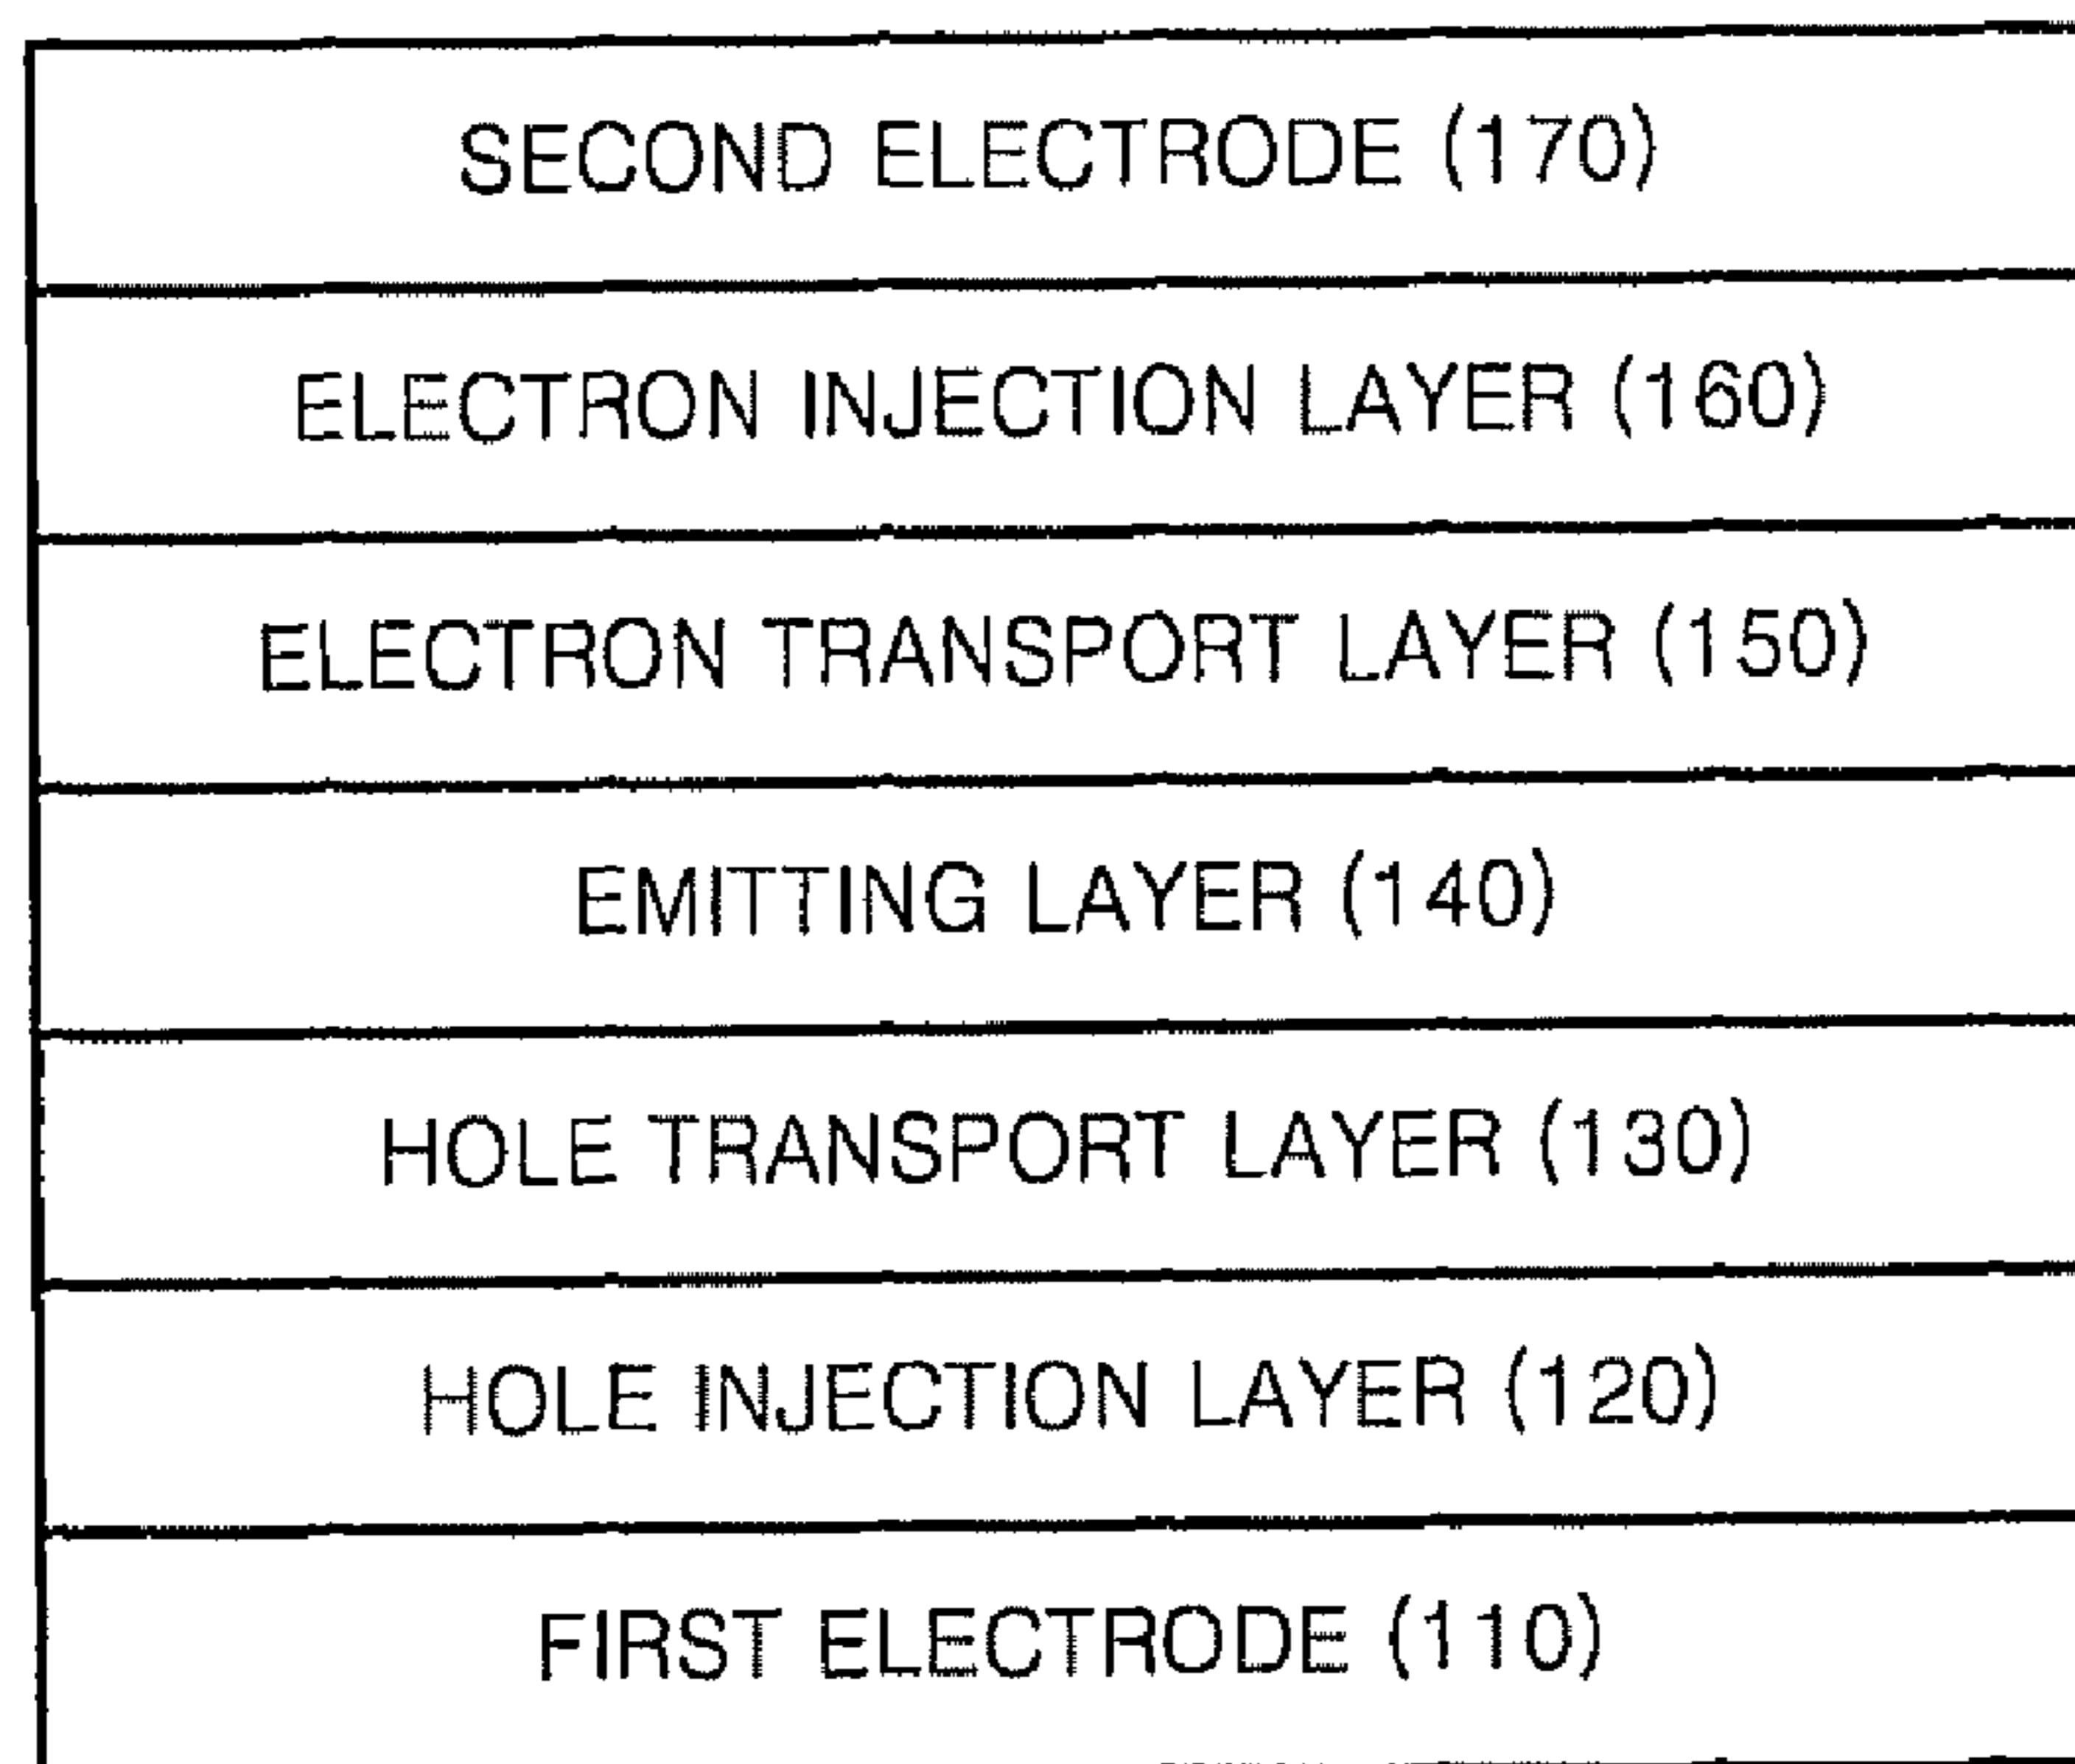 SECOND ELECTRODE (170)
ELECTRON INJECTION LAYER (160)
ELECTRON TRANSPORT LAYER (150)
EMITTING LAYER (140)
HOLE TRANSPORT LAYER (130)
HOLE INJECTION LAYER (120)
FIRST ELECTRODE (110)